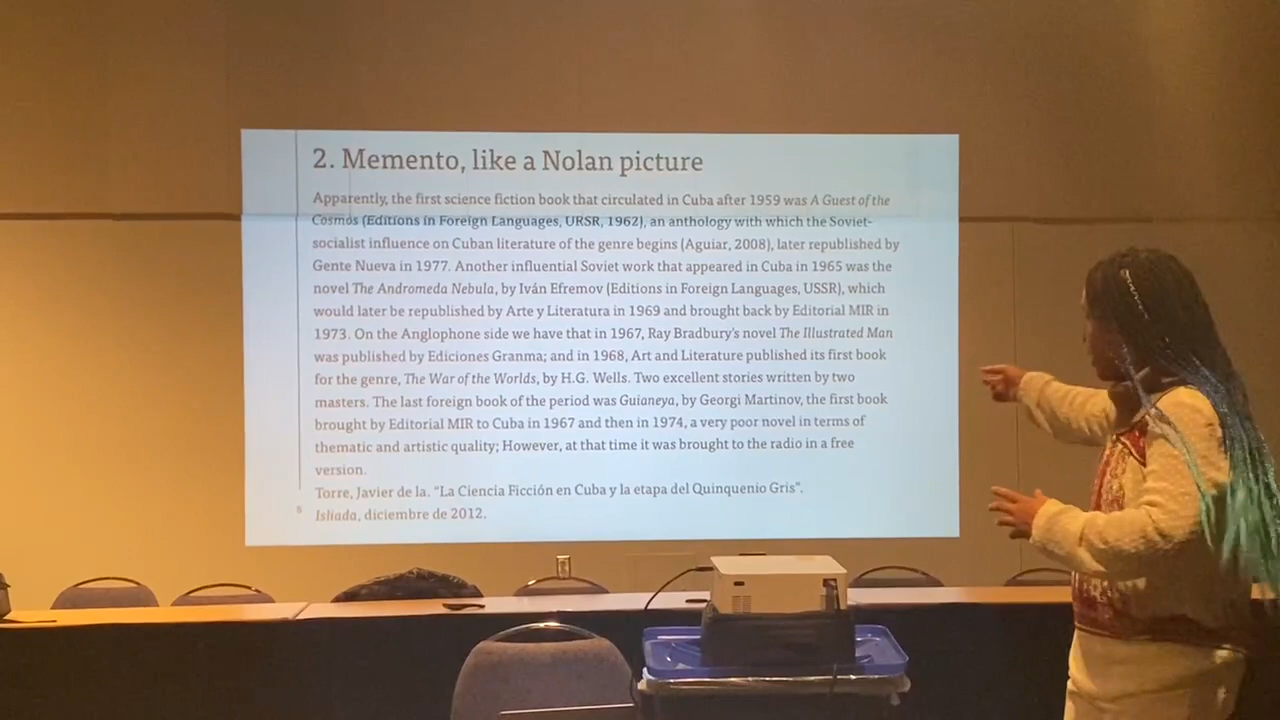 2. Memento, like a Nolan picture
Apparently, the first science fiction book that circulated in Cuba after 1959 was A Guest of the
Cosmos (Editions in Foreign Languages, URSR, 1962), an anthology with which the Soviet-
socialist influence on Cuban literature of the genre begins (Aguiar, 2008), later republished by
Gente Nueva in 1977. Another influential Soviet work that appeared in Cuba in 1965 was the
novel The Andromeda Nebula, by Iván Efremov (Editions in Foreign Languages, USSR), which
would later be republished by Arte y Literatura in 1969 and brought back by Editorial MIR in
1973. On the Anglophone side we have that in 1967, Ray Bradbury's novel The Illustrated Man
was published by Ediciones Granma; and in 1968, Art and Literature published its first book
for the genre, The War of the Worlds, by H.G. Wells. Two excellent stories written by two
masters. The last foreign book of the period was Guianeya, by Georgi Martinov, the first book
brought by Editorial MIR to Cuba in 1967 and then in 1974, a very poor novel in terms of
thematic and artistic quality; However, at that time it was brought to the radio in a free
version.
Torre, Javier de la. "La Ciencia Ficción en Cuba y la etapa del Quinquenio Gris".
Isliada, diciembre de 2012.